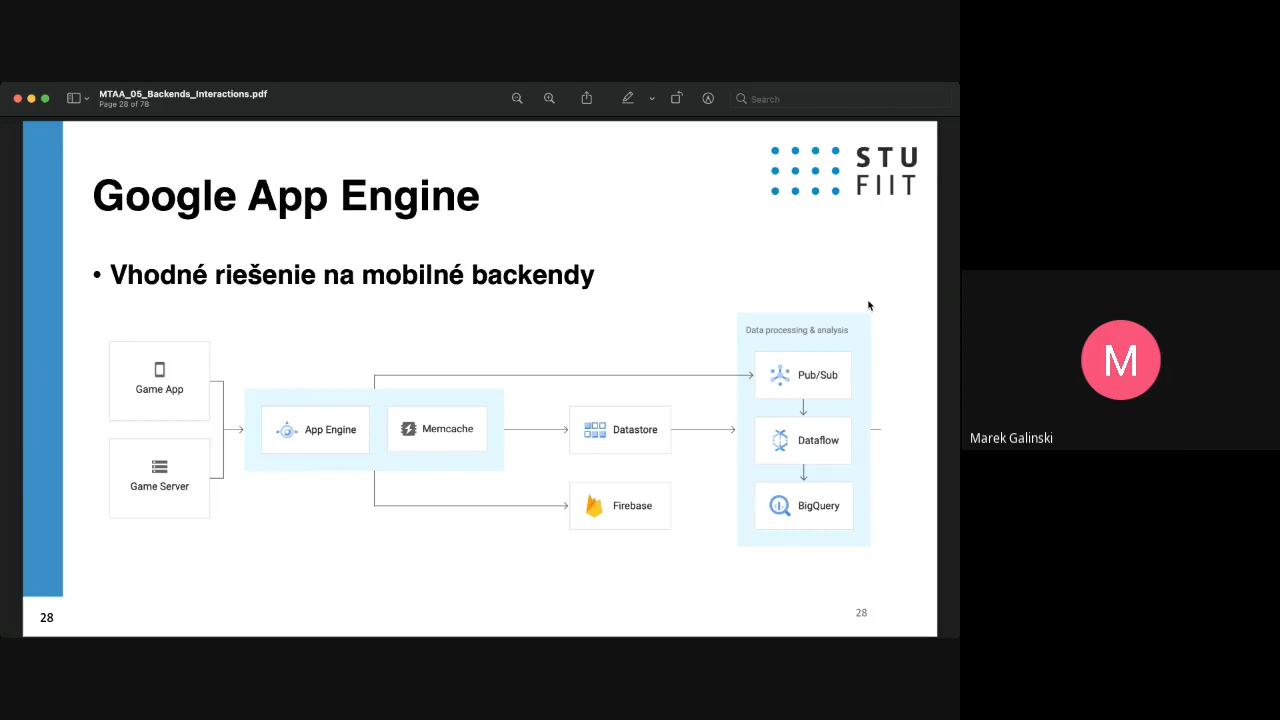 MTAA_05_Backends_Interactions.pdf
Page 28 of 78
Search
STU
FIIT
Google App Engine
• Vhodné riešenie na mobilné backendy
Data processing & analysis
Game App
Pub/Sub
App Engine
Memcache
Datastore
Dataflow
Game Server
Firebase
BigQuery
28
28
M
Marek Galinski